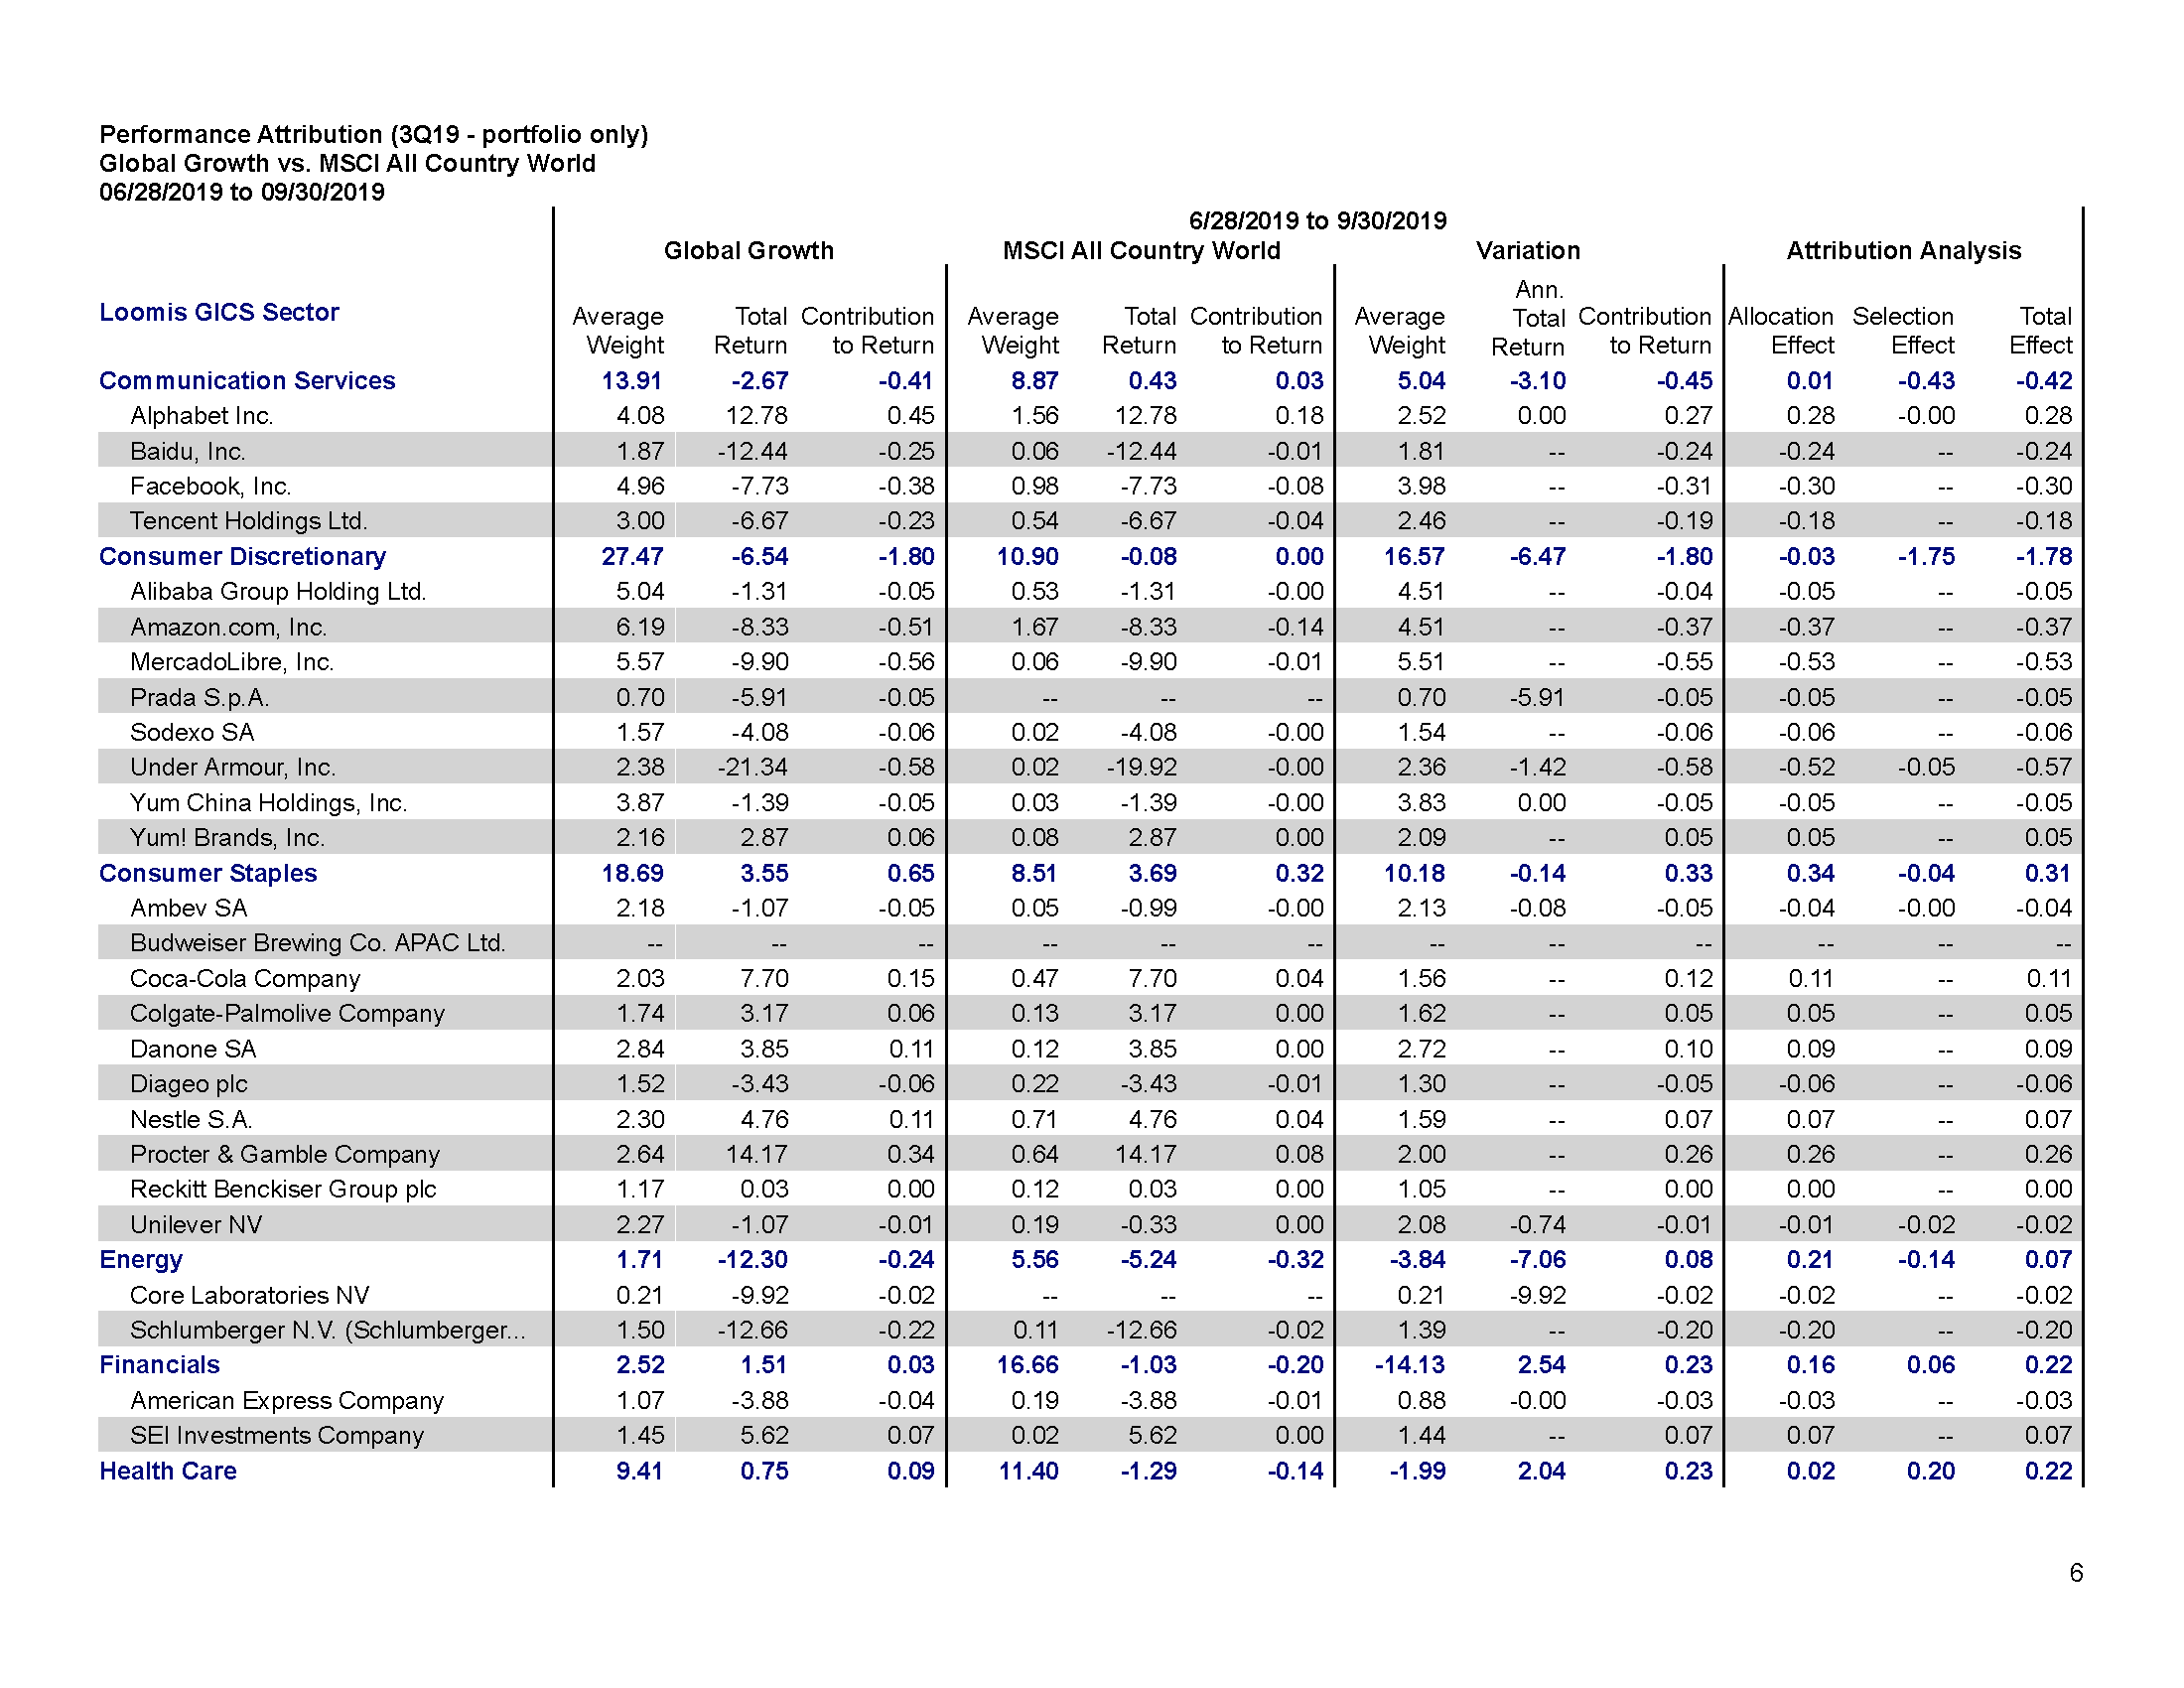 Performance Attribution (3Q19 - portfolio only)
Global Growth vs. MSCI All Country World
06/28/2019 to 09/30/2019
6/28/2019 to 9/30/2019
Global Growth MSCI All Country World Variation Attribution Analysis
Loomis GICS Sector Average Weight Total Return Contribution to Return Average Weight Total Return Contribution to Return Average Weight Ann. Total Return Contribution to Return Allocation Effect Selection Effect Total Effect
Communication Services 13.91 -2.67 -0.41 8.87 0.43 0.03 5.04 -3.10 -0.45 0.01 -0.43 -0.42
Alphabet Inc. 4.08 12.78 0.45 1.56 12.78 0.18 2.52 0.00 0.27 0.28 -0.00 0.28
Baidu, Inc. 1.87 -12.44 -0.25 0.06 -12.44 -0.01 1.81 -- -0.24 -0.24 -- -0.24
Facebook, Inc. 4.96 -7.73 -0.38 0.98 -7.73 -0.08 3.98 -- -0.31 -0.30 -- -0.30
Tencent Holdings Ltd. 3.00 -6.67 -0.23 0.54 -6.67 -0.04 2.46 -- -0.19 -0.18 -- -0.18
Consumer Discretionary 27.47 -6.54 -1.80 10.90 -0.08 0.00 16.57 -6.47 -1.80 -0.03 -1.75 -1.78
Alibaba Group Holding Ltd. 5.04 -1.31 -0.05 0.53 -1.31 -0.00 4.51 -- -0.04 -0.05 -- -0.05
Amazon.com, Inc. 6.19 -8.33 -0.51 1.67 -8.33 -0.14 4.51 -- -0.37 -0.37 -- -0.37
MercadoLibre, Inc. 5.57 -9.90 -0.56 0.06 -9.90 -0.01 5.51 -- -0.55 -0.53 -- -0.53
Prada S.p.A. 0.70 -5.91 -0.05 -- -- -- 0.70 -5.91 -0.05 -0.05 -- -0.05
Sodexo SA 1.57 -4.08 -0.06 0.02 -4.08 -0.00 1.54 -- -0.06 -0.06 -- -0.06
Under Armour, Inc. 2.38 -21.34 -0.58 0.02 -19.92 -0.00 2.36 -1.42 -0.58 -0.52 -0.05 -0.57
Yum China Holdings, Inc. 3.87 -1.39 -0.05 0.03 -1.39 -0.00 3.83 0.00 -0.05 -0.05 -- -0.05
Yum! Brands, Inc. 2.16 2.87 0.06 0.08 2.87 0.00 2.09 -- 0.05 0.05 -- 0.05
Consumer Staples 18.69 3.55 0.65 8.51 3.69 0.32 10.18 -0.14 0.33 0.34 -0.04 0.31
Ambev SA 2.18 -1.07 -0.05 0.05 -0.99 -0.00 2.13 -0.08 -0.05 -0.04 -0.00 -0.04
Budweiser Brewing Co. APAC Ltd. -- -- -- -- -- -- -- -- -- -- -- --
Coca-Cola Company 2.03 7.70 0.15 0.47 7.70 0.04 1.56 -- 0.12 0.11 -- 0.11
Colgate-Palmolive Company 1.74 3.17 0.06 0.13 3.17 0.00 1.62 -- 0.05 0.05 -- 0.05
Danone SA 2.84 3.85 0.11 0.12 3.85 0.00 2.72 -- 0.10 0.09 -- 0.09
Diageo plc 1.52 -3.43 -0.06 0.22 -3.43 -0.01 1.30 -- -0.05 -0.06 -- -0.06
Nestle S.A. 2.30 4.76 0.11 0.71 4.76 0.04 1.59 -- 0.07 0.07 -- 0.07
Procter & Gamble Company 2.64 14.17 0.34 0.64 14.17 0.08 2.00 -- 0.26 0.26 -- 0.26
Reckitt Benckiser Group plc 1.17 0.03 0.00 0.12 0.03 0.00 1.05 -- 0.00 0.00 -- 0.00
Unilever NV 2.27 -1.07 -0.01 0.19 -0.33 0.00 2.08 -0.74 -0.01 -0.01 -0.02 -0.02
Energy 1.71 -12.30 -0.24 5.56 -5.24 -0.32 -3.84 -7.06 0.08 0.21 -0.14 0.07
Core Laboratories NV 0.21 -9.92 -0.02 -- -- -- 0.21 -9.92 -0.02 -0.02 -- -0.02
Schlumberger N.V. (Schlumberger... 1.50 -12.66 -0.22 0.11 -12.66 -0.02 1.39 -- -0.20 -0.20 -- -0.20
Financials 2.52 1.51 0.03 16.66 -1.03 -0.20 -14.13 2.54 0.23 0.16 0.06 0.22
American Express Company 1.07 -3.88 -0.04 0.19 -3.88 -0.01 0.88 -0.00 -0.03 -0.03 -- -0.03
SEI Investments Company 1.45 5.62 0.07 0.02 5.62 0.00 1.44 -- 0.07 0.07 -- 0.07
Health Care 9.41 0.75 0.09 11.40 -1.29 -0.14 -1.99 2.04 0.23 0.02 0.20 0.22
6